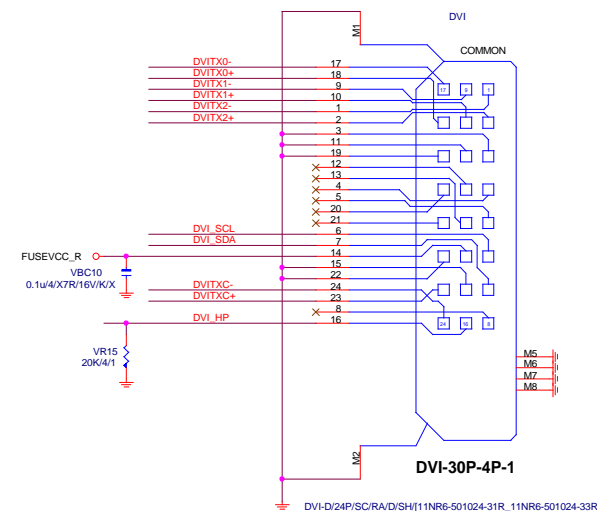 DVI
M1
COMMON
DVITX0- 17
DVITX0+ 18
DVITX1- 9
DVITX1+ 10
DVITX2- 1
DVITX2+ 2
3
11
19
12
13
4
5
20
21
DVI_SCL 6
DVI_SDA 7
FUSEVCC_R 14
15
22
DVITXC- 24
DVITXC+ 23
8
DVI_HP 16
17 9 1
24 16 8
VBC10
0.1u/4/X7R/16V/K/X
VR15
20K/4/1
M5
M6
M7
M8
M2
DVI-30P-4P-1
DVI-D/24P/SC/RA/D/SH/[11NR6-501024-31R_11NR6-501024-33R